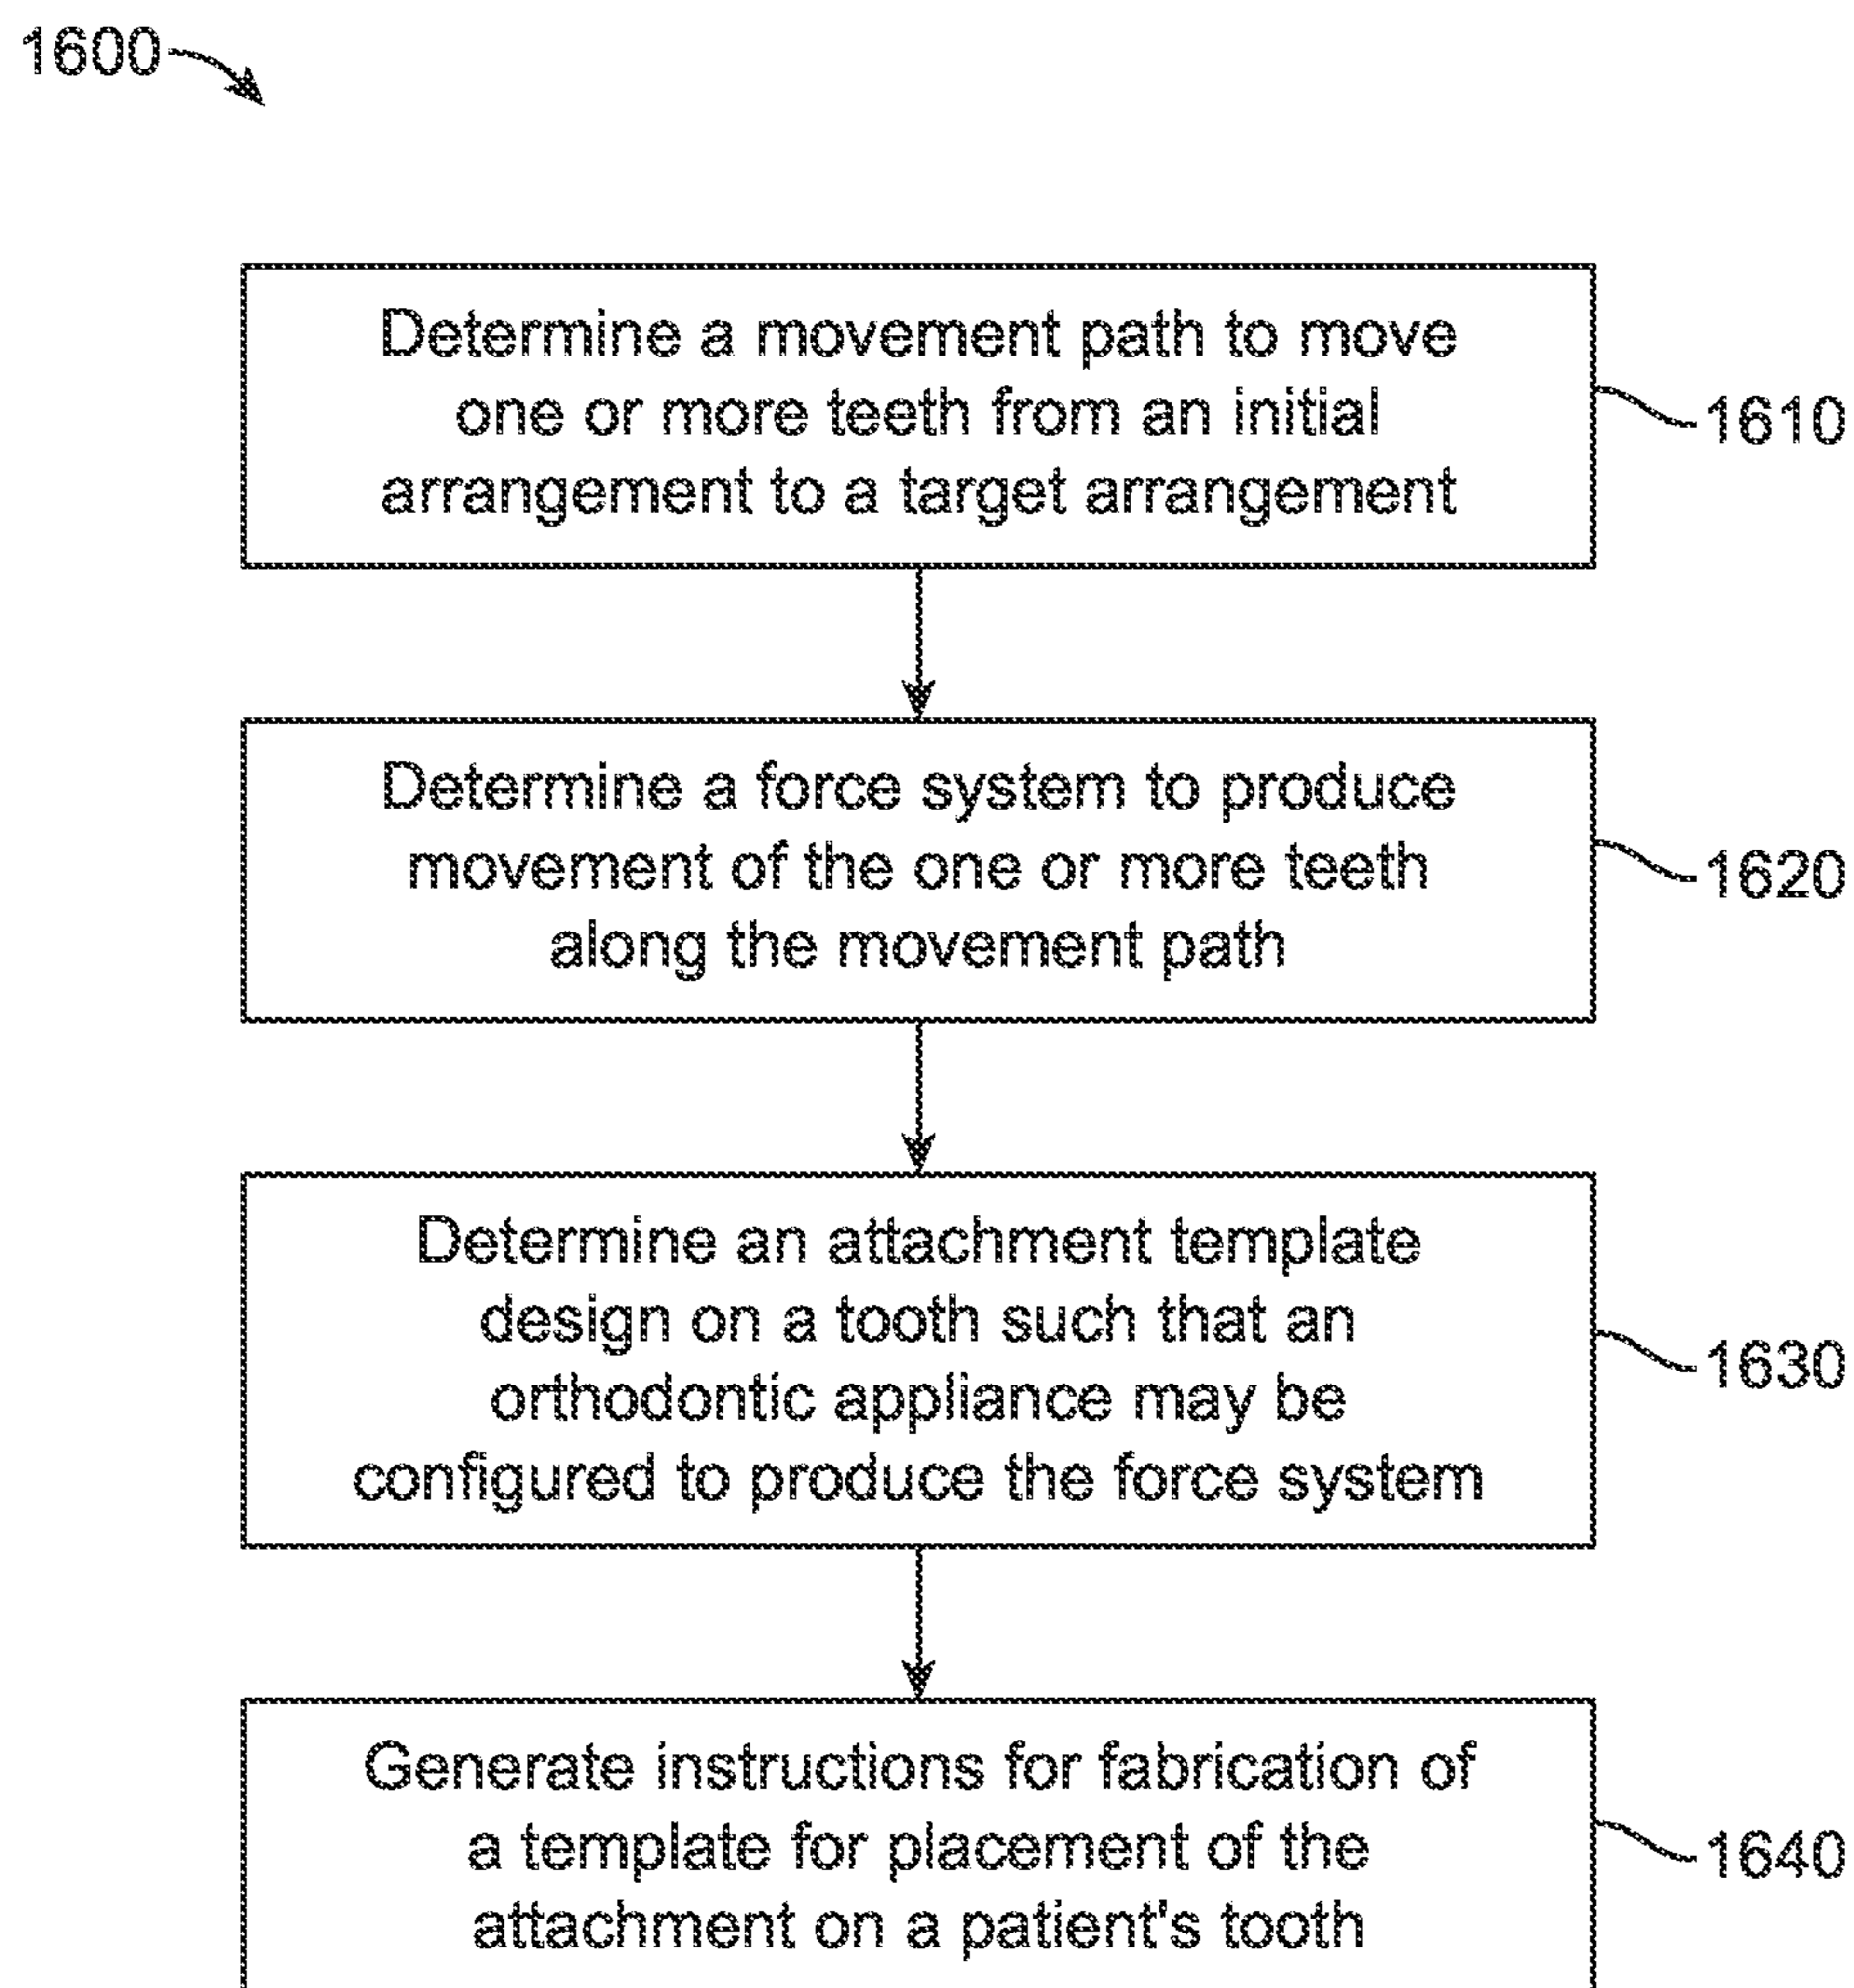 1600
Determine a movement path to move
one or more teeth from an initial
arrangement to a target arrangement
1610
Determine a force system to produce
movement of the one or more teeth
along the movement path
1620
Determine an attachment template
design on a tooth such that an
orthodontic appliance may be
configured to produce the force system
1630
Generate instructions for fabrication of
a template for placement of the
attachment on a patient's tooth
1640